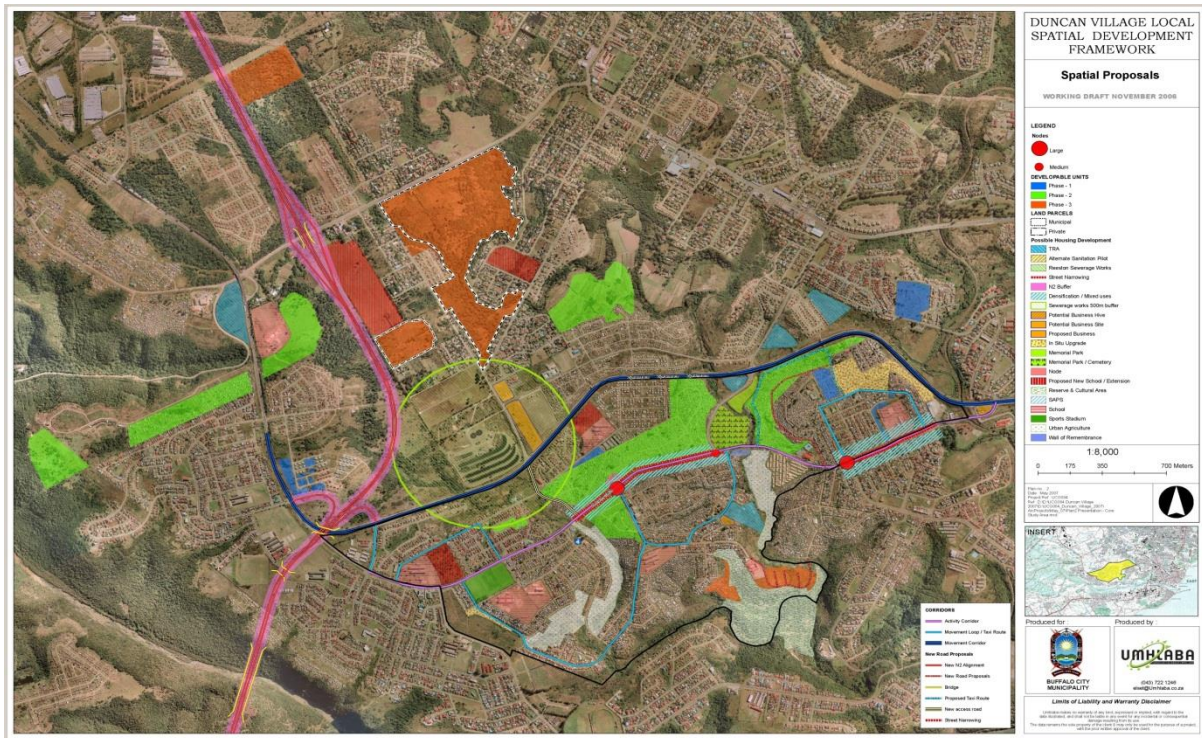 DUNCAN VILLAGE LOCAL
SPATIAL DEVELOPMENT
FRAMEWORK
Spatial Proposals
WORKING DRAFT NOVEMBER 2008
LEGEND
Nodes
Large
Medium
DEVELOPABLE UNITS
Phase - 1
Phase - 2
Phase - 3
LAND PARCELS
Municipal
Private
Possible Housing Development
TRA
Alternate Sanitation Pilot
Reeston Sewerage Works
Street Narrowing
N2 Buffer
Densification / Mixed uses
Sewerage works 500m buffer
Potential Business Hive
Potential Business Site
Proposed Business
In Situ Upgrade
Memorial Park
Memorial Park / Cemetery
Node
Proposed New School / Extension
Reserve & Cultural Area
SAPS
School
Sports Stadium
Urban Agriculture
Wall of Remembrance
1:8,000
0 175 350 700 Meters
INSERT
Produced for :
Produced by :
BUFFALO CITY
MUNICIPALITY
UMHLABA
(043) 722 1246
Limits of Liability and Warranty Disclaimer
CORRIDORS
Activity Corridor
Movement Loop / Taxi Route
Movement Corridor
New Road Proposals
New N2 Alignment
New Road Proposals
Bridge
Proposed Taxi Route
New access road
Street Narrowing